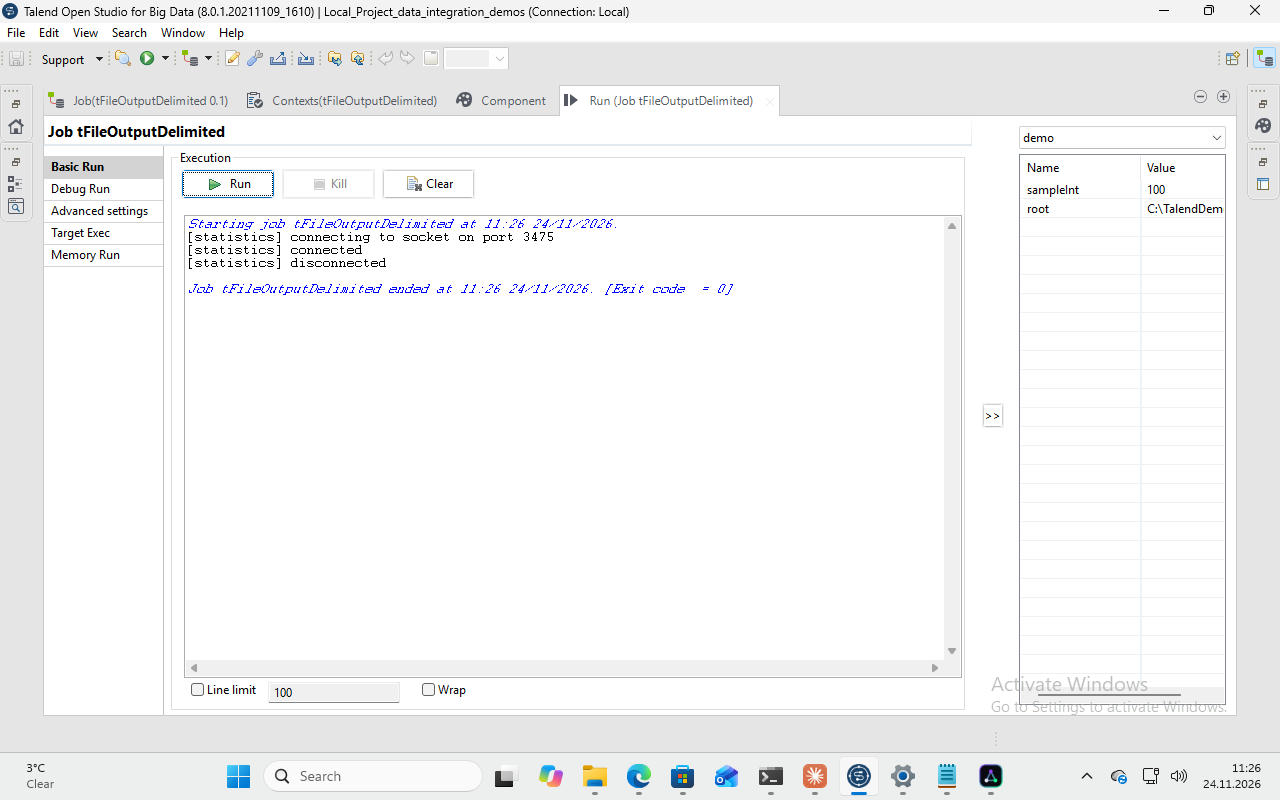 Talend Open Studio for Big Data (8.0.1.20211109_1610) | Local_Project_data_integration_demos (Connection: Local)
File Edit View Search Window Help
Support
Job(tFileOutputDelimited 0.1) Contexts(tFileOutputDelimited) Component Run (Job tFileOutputDelimited)
Job tFileOutputDelimited
Basic Run
Debug Run
Advanced settings
Target Exec
Memory Run
Execution
Run Kill Clear
Starting job tFileOutputDelimited at 11:26 24/11/2026.
[statistics] connecting to socket on port 3475
[statistics] connected
[statistics] disconnected
Job tFileOutputDelimited ended at 11:26 24/11/2026. [Exit code  = 0]
Line limit 100 Wrap
>>
demo
Name Value
sampleInt 100
root C:\TalendDem
Activate Windows
Go to Settings to activate Windows.
3°C
Clear
Search
11:26
24.11.2026